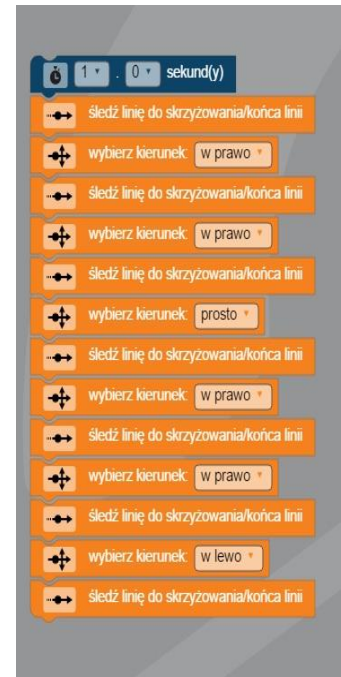 1 . 0 sekund(y)
śledź linię do skrzyżowania/końca linii
wybierz kierunek: w prawo
śledź linię do skrzyżowania/końca linii
wybierz kierunek: w prawo
śledź linię do skrzyżowania/końca linii
wybierz kierunek: prosto
śledź linię do skrzyżowania/końca linii
wybierz kierunek: w prawo
śledź linię do skrzyżowania/końca linii
wybierz kierunek: w prawo
śledź linię do skrzyżowania/końca linii
wybierz kierunek: w lewo
śledź linię do skrzyżowania/końca linii